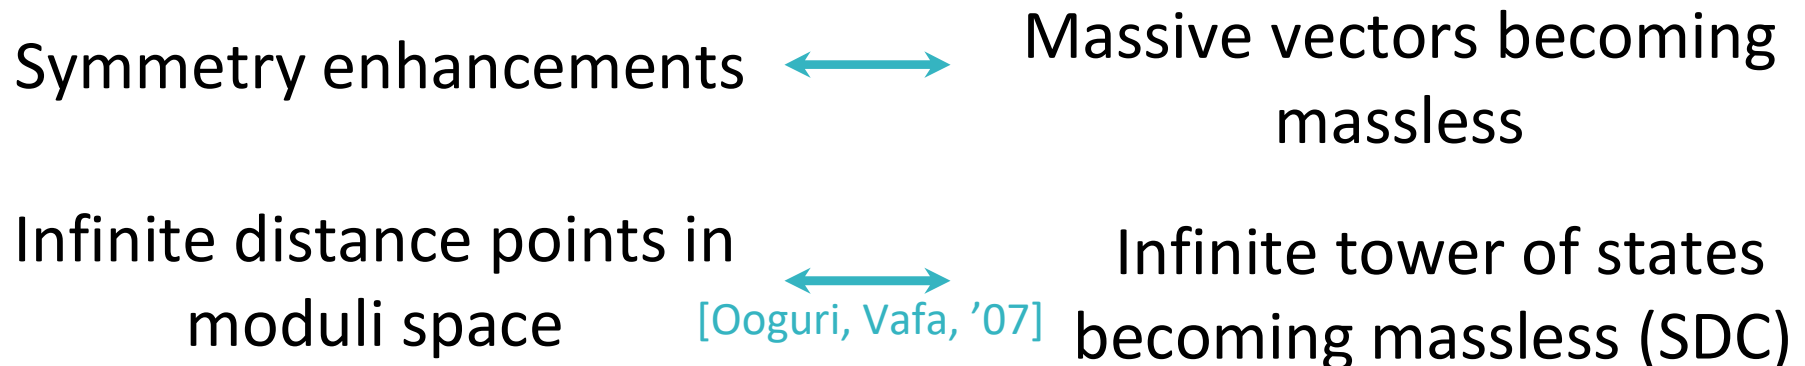 Symmetry enhancements
Massive vectors becoming
massless
Infinite distance points in
moduli space
[Ooguri, Vafa, ’07]
Infinite tower of states
becoming massless (SDC)